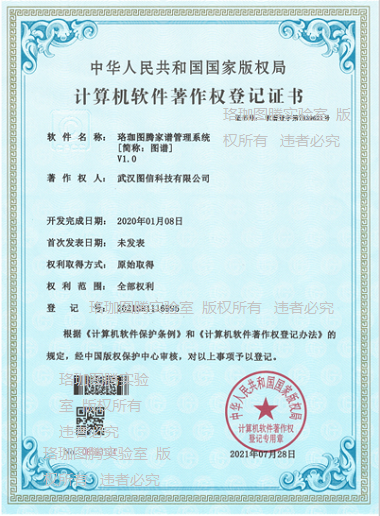 中华人民共和国国家版权局
计算机软件著作权登记证书
珞珈图腾实验室 版
权所有 违者必究
软件名称： 珞珈图腾家谱管理系统
[简称：图谱]
V1.0
著作权人： 武汉图信科技有限公司
开发完成日期： 2020年01月08日
首次发表日期： 未发表
权利取得方式： 原始取得
权利范围： 全部权利
登记号：
珞珈图腾实验室 版权所有 违者必究
根据《计算机软件保护条例》和《计算机软件著作权登记办法》的
规定，经中国版权保护中心审核，对以上事项予以登记。
珞珈图腾实验
室 版权所有
违者必究
珞珈图腾实验室 版
权所有 违者必究
No.
中华人民共和国国家版权局
计算机软件著作权
登记专用章
2021年07月28日